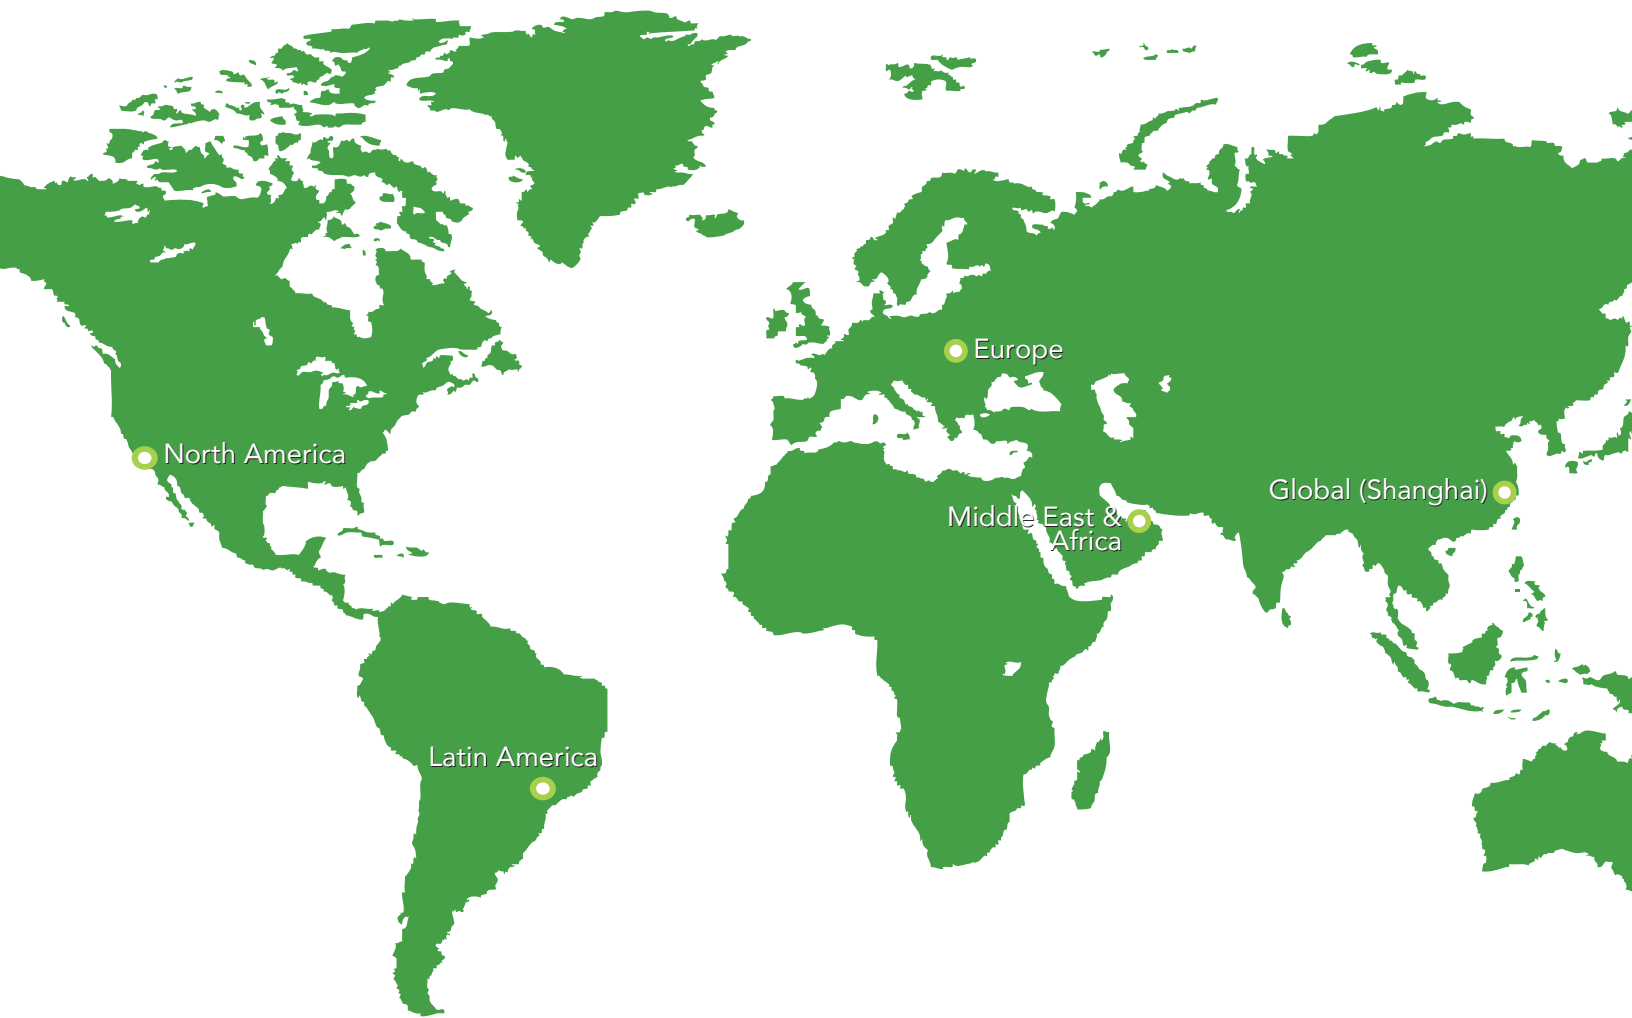 Europe
North America
Global (Shanghai)
Middle East &
Africa
Latin America